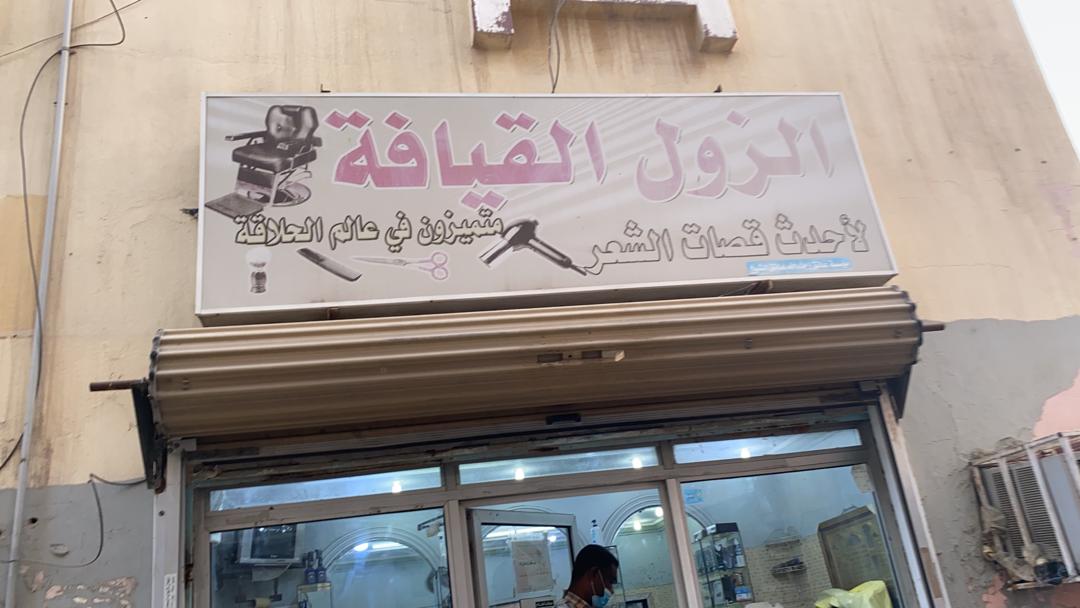 الزول القيافة
لأحدث قصات الشعر
متميزون في عالم الحلاقة